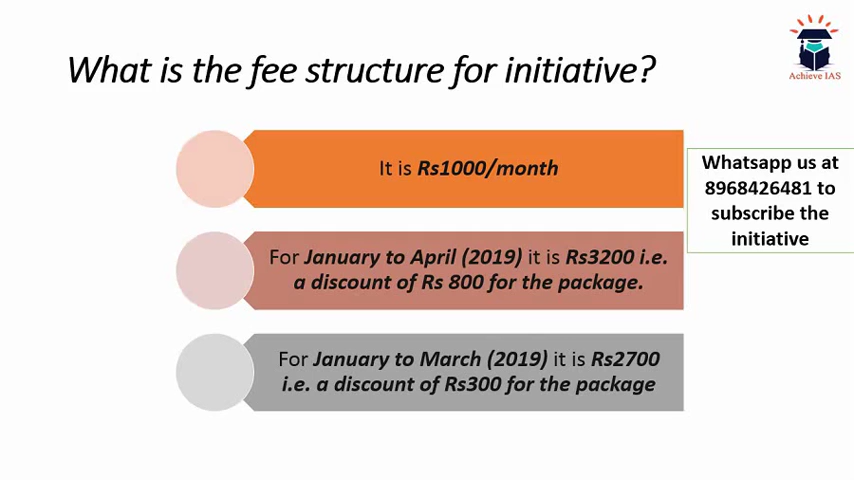 What is the fee structure for initiative?
Achieve IAS
It is Rs1000/month
Whatsapp us at
8968426481 to
subscribe the
initiative
For January to April (2019) it is Rs3200 i.e.
a discount of Rs 800 for the package.
For January to March (2019) it is Rs2700
i.e. a discount of Rs300 for the package